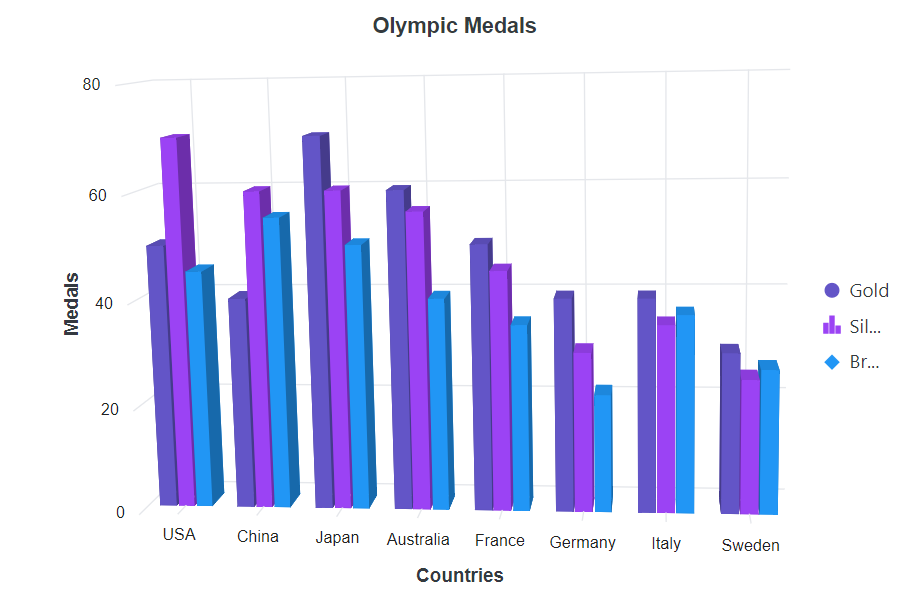 Olympic Medals
80
60
40
20
0
Medals
USA
China
Japan
Australia
France
Germany
Italy
Sweden
Countries
Gold
Sil...
Br...